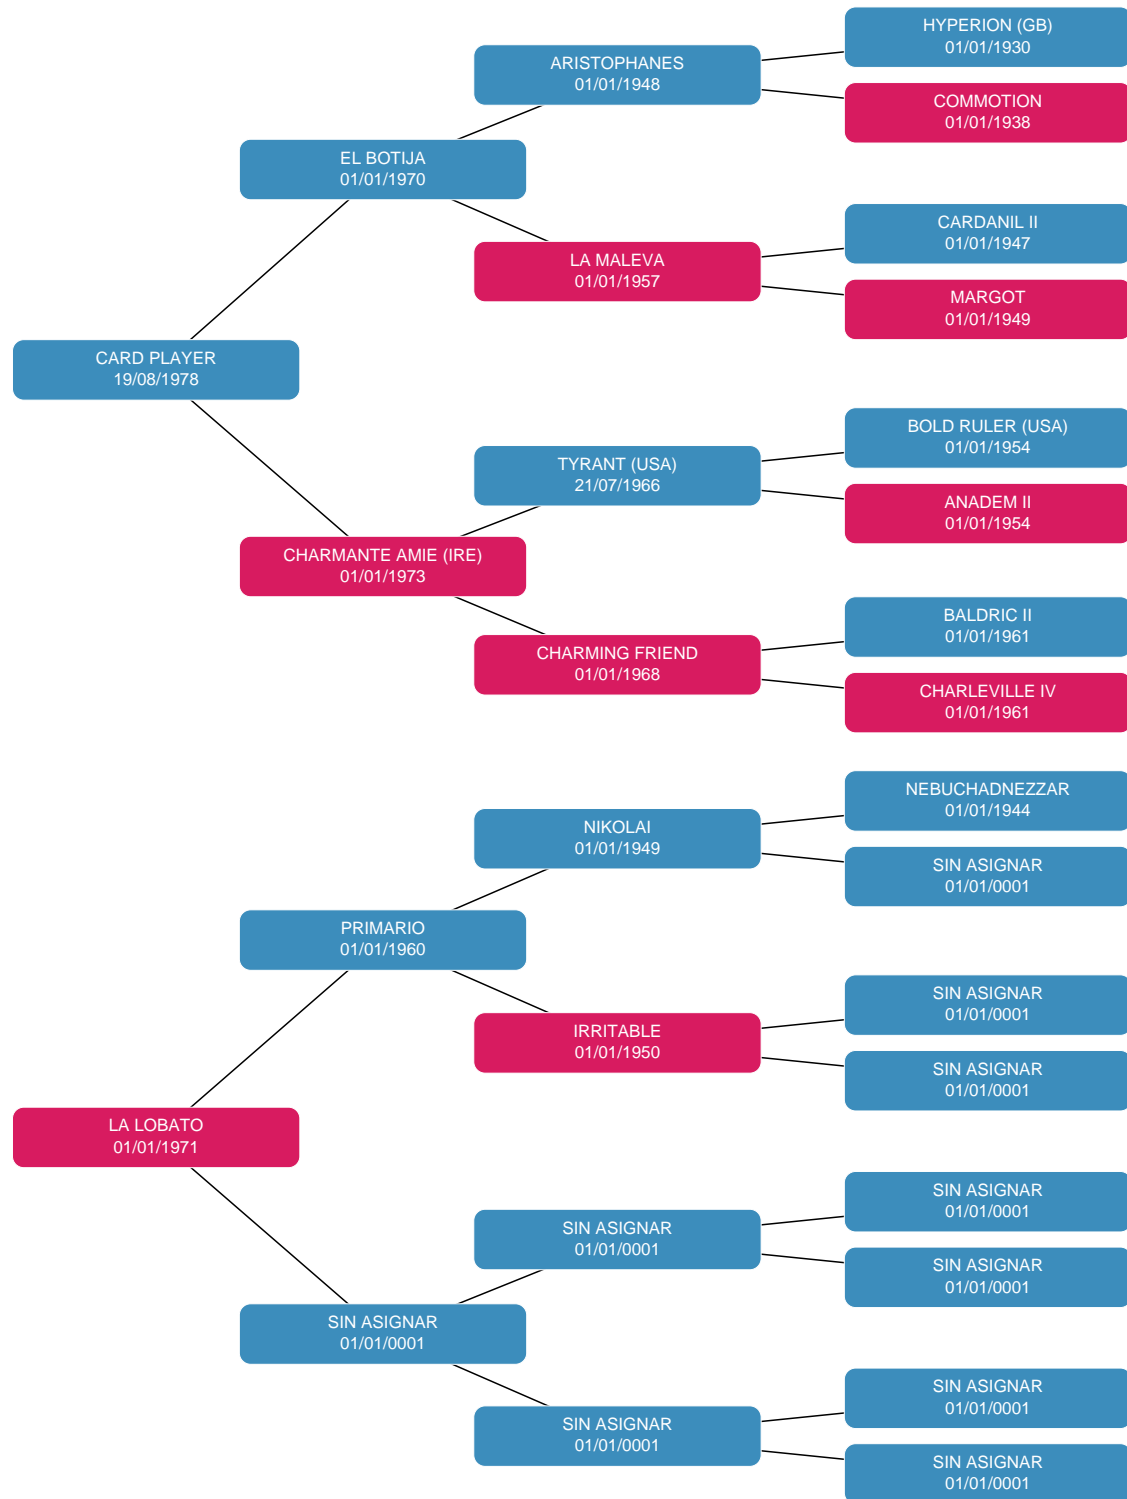 HYPERION (GB)
01/01/1930
ARISTOPHANES
01/01/1948
COMMOTION
01/01/1938
EL BOTIJA
01/01/1970
CARDANIL II
01/01/1947
LA MALEVA
01/01/1957
MARGOT
01/01/1949
CARD PLAYER
19/08/1978
BOLD RULER (USA)
01/01/1954
TYRANT (USA)
21/07/1966
ANADEM II
01/01/1954
CHARMANTE AMIE (IRE)
01/01/1973
BALDRIC II
01/01/1961
CHARMING FRIEND
01/01/1968
CHARLEVILLE IV
01/01/1961
NEBUCHADNEZZAR
01/01/1944
NIKOLAI
01/01/1949
SIN ASIGNAR
01/01/0001
PRIMARIO
01/01/1960
SIN ASIGNAR
01/01/0001
IRRITABLE
01/01/1950
SIN ASIGNAR
01/01/0001
LA LOBATO
01/01/1971
SIN ASIGNAR
01/01/0001
SIN ASIGNAR
01/01/0001
SIN ASIGNAR
01/01/0001
SIN ASIGNAR
01/01/0001
SIN ASIGNAR
01/01/0001
SIN ASIGNAR
01/01/0001
SIN ASIGNAR
01/01/0001